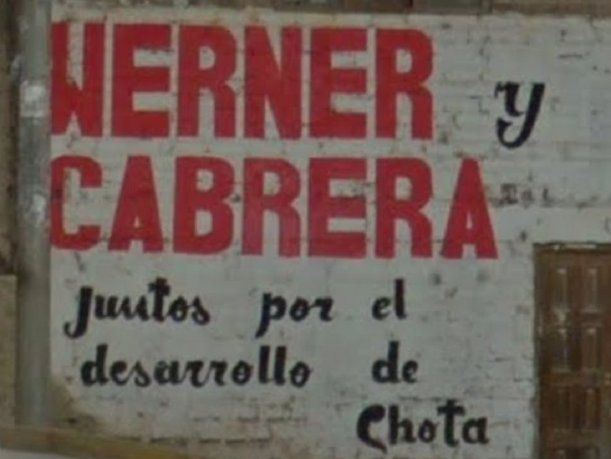 WERNER y
CABRERA
Juntos por el
desarrollo de
Chota